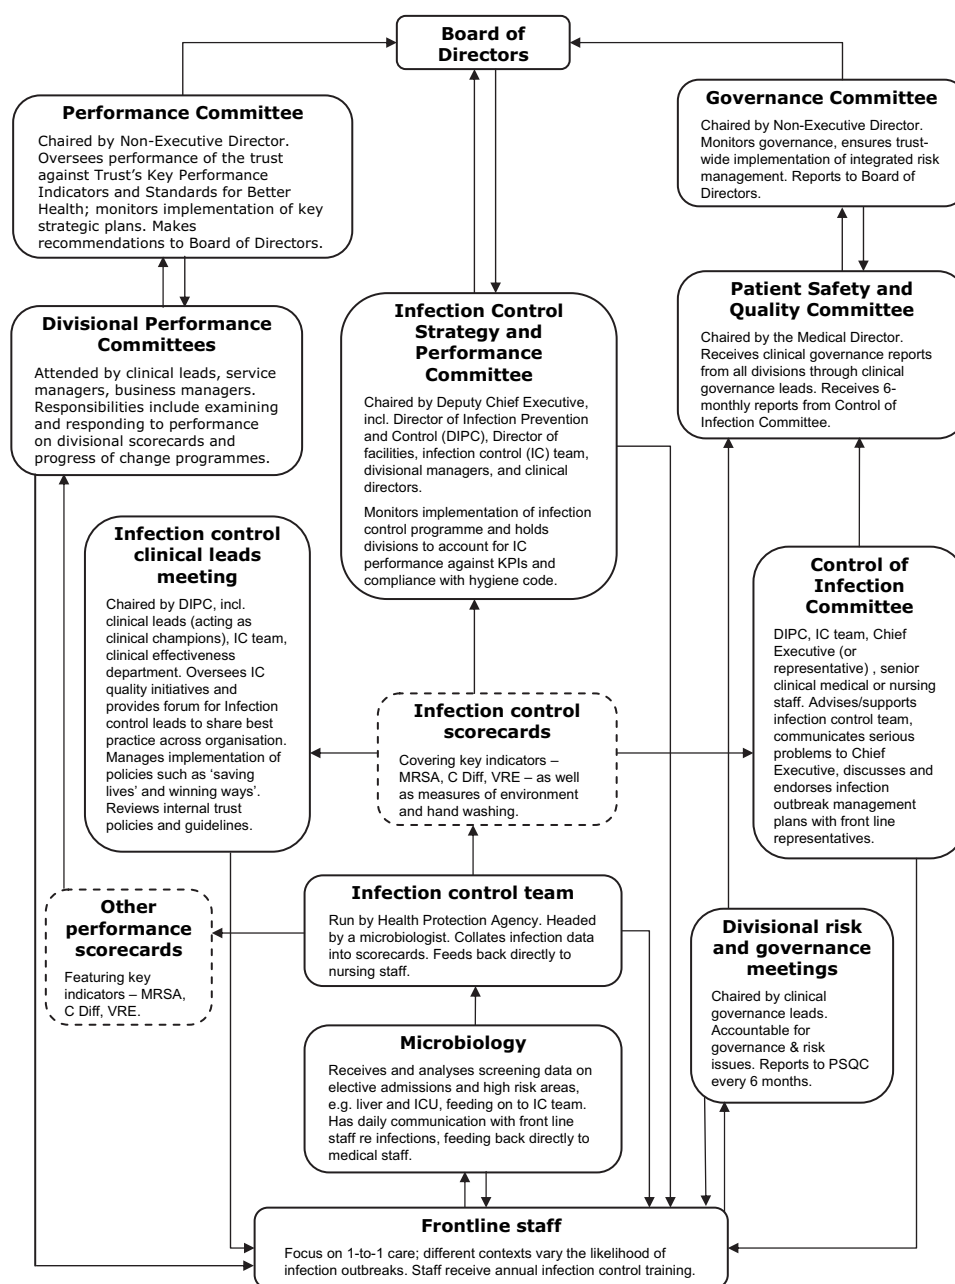 Board of
Directors
Performance Committee
Chaired by Non-Executive Director.
Oversees performance of the trust
against Trust's Key Performance
Indicators and Standards for Better
Health; monitors implementation of key
strategic plans. Makes
recommendations to Board of Directors.
Governance Committee
Chaired by Non-Executive Director.
Monitors governance, ensures trust-
wide implementation of integrated risk
management. Reports to Board of
Directors.
Divisional Performance
Committees
Attended by clinical leads, service
managers, business managers.
Responsibilities include examining
and responding to performance
on divisional scorecards and
progress of change programmes.
Infection Control
Strategy and
Performance
Committee
Chaired by Deputy Chief Executive,
incl. Director of Infection Prevention
and Control (DIPC), Director of
facilities, infection control (IC) team,
divisional managers, and clinical
directors.
Monitors implementation of infection
control programme and holds
divisions to account for IC
performance against KPIs and
compliance with hygiene code.
Patient Safety and
Quality Committee
Chaired by the Medical Director.
Receives clinical governance reports
from all divisions through clinical
governance leads. Receives 6-
monthly reports from Control of
Infection Committee.
Infection control
clinical leads
meeting
Chaired by DIPC, incl.
clinical leads (acting as
clinical champions), IC team,
clinical effectiveness
department. Oversees IC
quality initiatives and
provides forum for Infection
control leads to share best
practice across organisation.
Manages implementation of
policies such as 'saving
lives' and winning ways'.
Reviews internal trust
policies and guidelines.
Infection control
scorecards
Covering key indicators –
MRSA, C Diff, VRE – as well
as measures of environment
and hand washing.
Control of
Infection
Committee
DIPC, IC team, Chief
Executive (or
representative) , senior
clinical medical or nursing
staff. Advises/supports
infection control team,
communicates serious
problems to Chief
Executive, discusses and
endorses infection
outbreak management
plans with front line
representatives.
Other
performance
scorecards
Featuring key
indicators – MRSA,
C Diff, VRE.
Infection control team
Run by Health Protection Agency. Headed
by a microbiologist. Collates infection data
into scorecards. Feeds back directly to
nursing staff.
Divisional risk
and governance
meetings
Chaired by clinical
governance leads.
Accountable for
governance & risk
issues. Reports to PSQC
every 6 months.
Microbiology
Receives and analyses screening data on
elective admissions and high risk areas,
e.g. liver and ICU, feeding on to IC team.
Has daily communication with front line
staff re infections, feeding back directly to
medical staff.
Frontline staff
Focus on 1-to-1 care; different contexts vary the likelihood of
infection outbreaks. Staff receive annual infection control training.